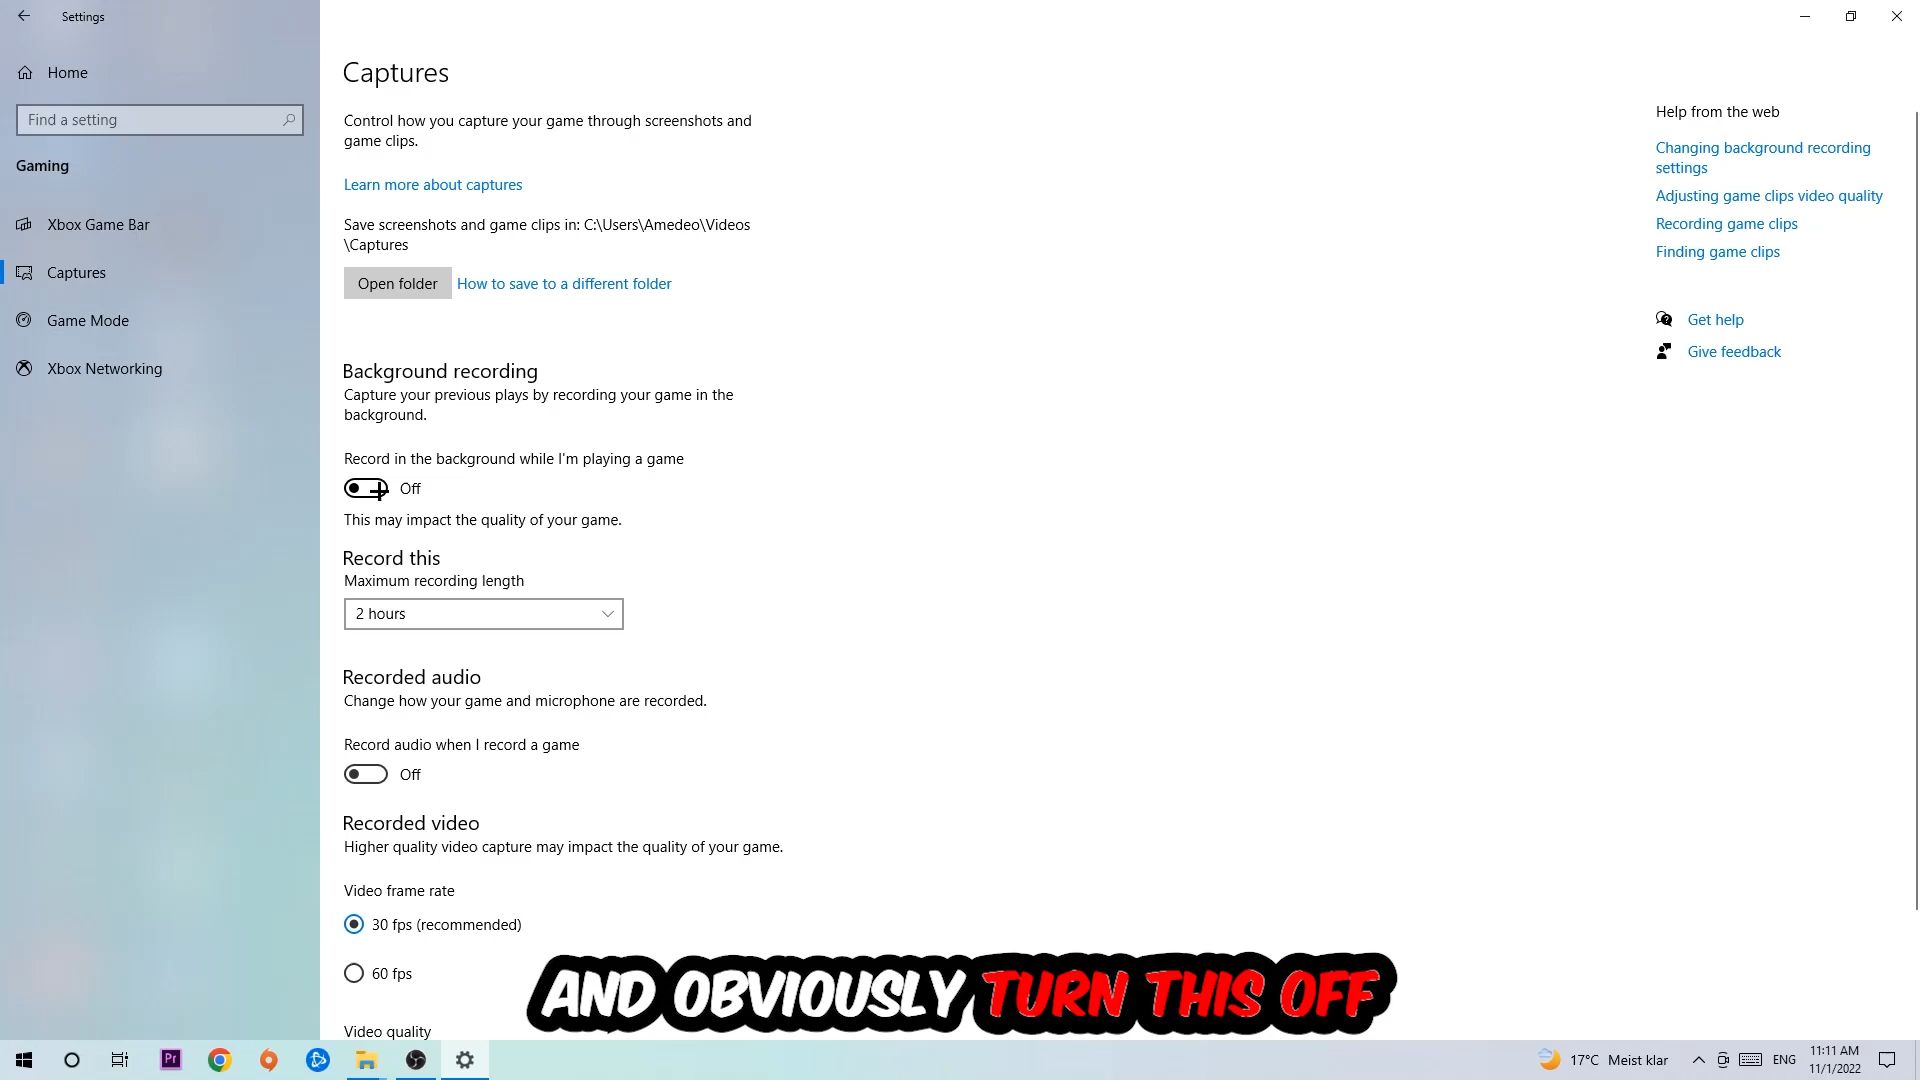 Settings
Home
Find a setting
Gaming
Xbox Game Bar
Captures
Game Mode
Xbox Networking
Captures
Control how you capture your game through screenshots and
game clips.
Learn more about captures
Save screenshots and game clips in: C:\Users\Amedeo\Videos
\Captures
Open folder
How to save to a different folder
Background recording
Capture your previous plays by recording your game in the
background.
Record in the background while I'm playing a game
Off
This may impact the quality of your game.
Record this
Maximum recording length
2 hours
Recorded audio
Change how your game and microphone are recorded.
Record audio when I record a game
Off
Recorded video
Higher quality video capture may impact the quality of your game.
Video frame rate
30 fps (recommended)
60 fps
Video quality
Help from the web
Changing background recording
settings
Adjusting game clips video quality
Recording game clips
Finding game clips
Get help
Give feedback
AND OBVIOUSLY TURN THIS OFF
Pr
17°C Meist klar
ENG
11:11 AM
11/1/2022